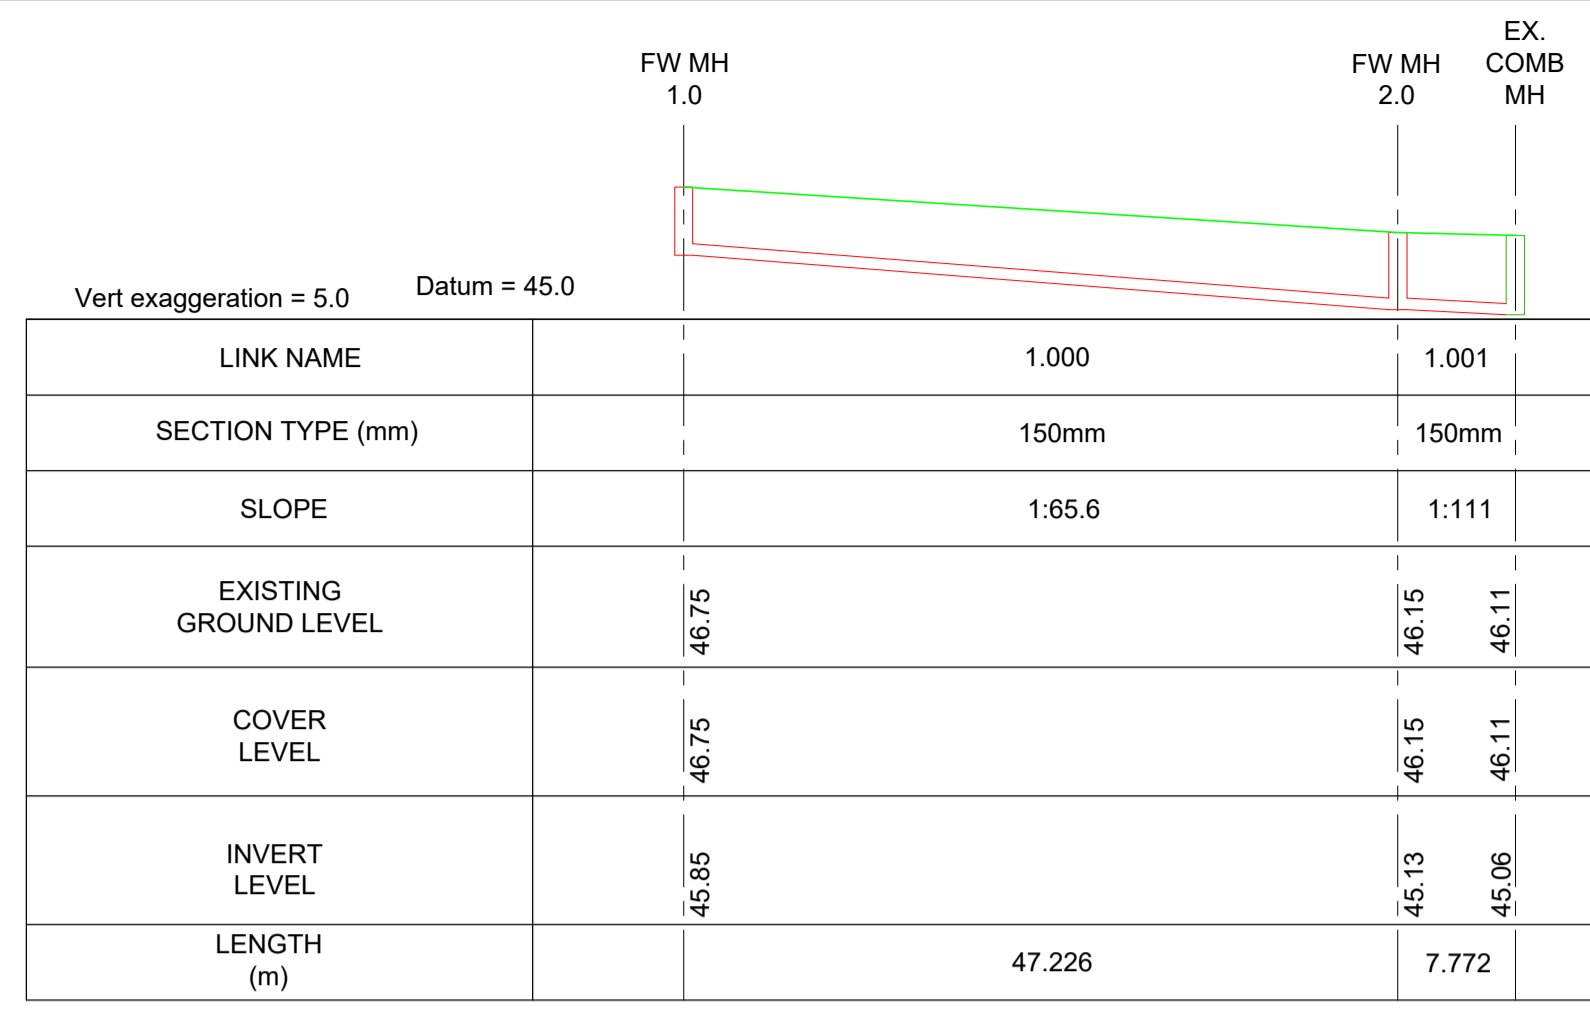 FW MH
1.0
FW MH
2.0
EX.
COMB
MH
Vert exaggeration = 5.0
Datum = 45.0
LINK NAME
1.000
1.001
SECTION TYPE (mm)
150mm
150mm
SLOPE
1:65.6
1:111
EXISTING
GROUND LEVEL
46.75
46.15
46.11
COVER
LEVEL
46.75
46.15
46.11
INVERT
LEVEL
45.85
45.13
45.06
LENGTH
(m)
47.226
7.772